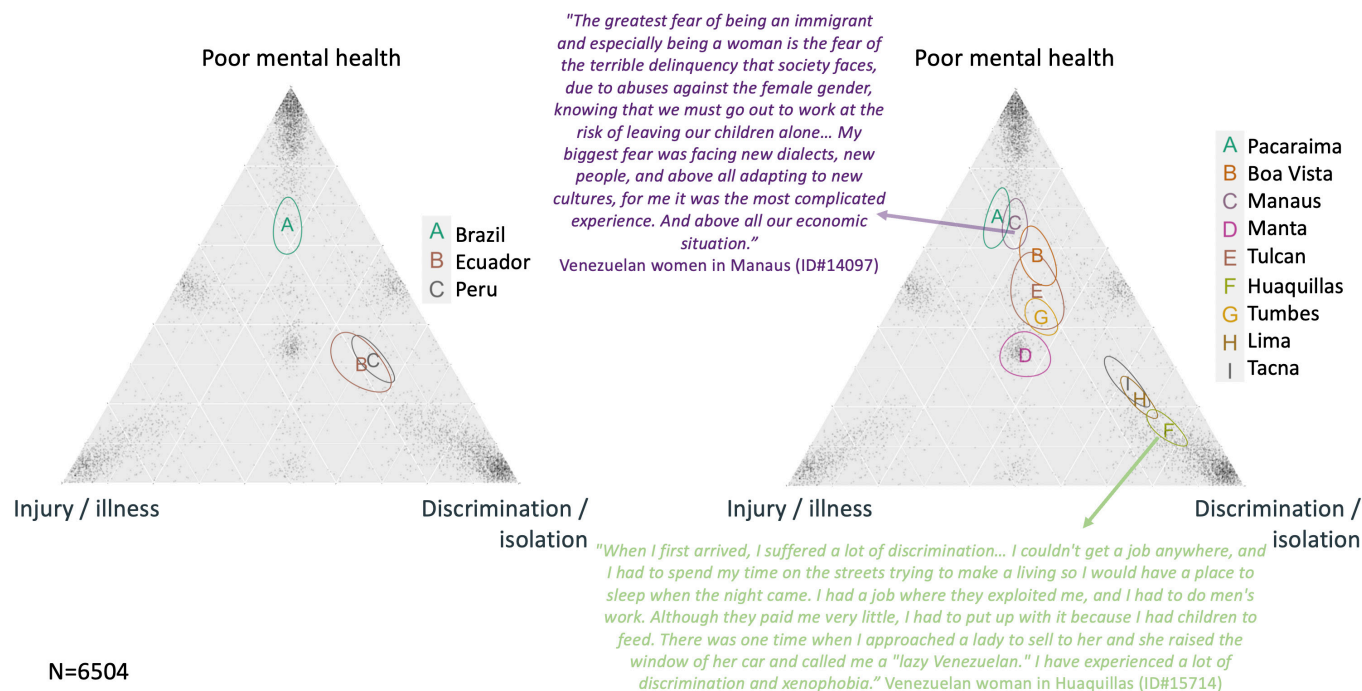 Poor mental health
A
B
C
A Brazil
B Ecuador
C Peru
Injury / illness
Discrimination /
isolation
"The greatest fear of being an immigrant
and especially being a woman is the fear of
the terrible delinquency that society faces,
due to abuses against the female gender,
knowing that we must go out to work at the
risk of leaving our children alone… My
biggest fear was facing new dialects, new
people, and above all adapting to new
cultures, for me it was the most complicated
experience. And above all our economic
situation.”
Venezuelan women in Manaus (ID#14097)
Poor mental health
A
C
B
E
G
D
I
H
F
A Pacaraima
B Boa Vista
C Manaus
D Manta
E Tulcan
F Huaquillas
G Tumbes
H Lima
I Tacna
Injury / illness
Discrimination /
isolation
"When I first arrived, I suffered a lot of discrimination… I couldn't get a job anywhere, and
I had to spend my time on the streets trying to make a living so I would have a place to
sleep when the night came. I had a job where they exploited me, and I had to do men's
work. Although they paid me very little, I had to put up with it because I had children to
feed. There was one time when I approached a lady to sell to her and she raised the
window of her car and called me a "lazy Venezuelan." I have experienced a lot of
discrimination and xenophobia.” Venezuelan woman in Huaquillas (ID#15714)
N=6504